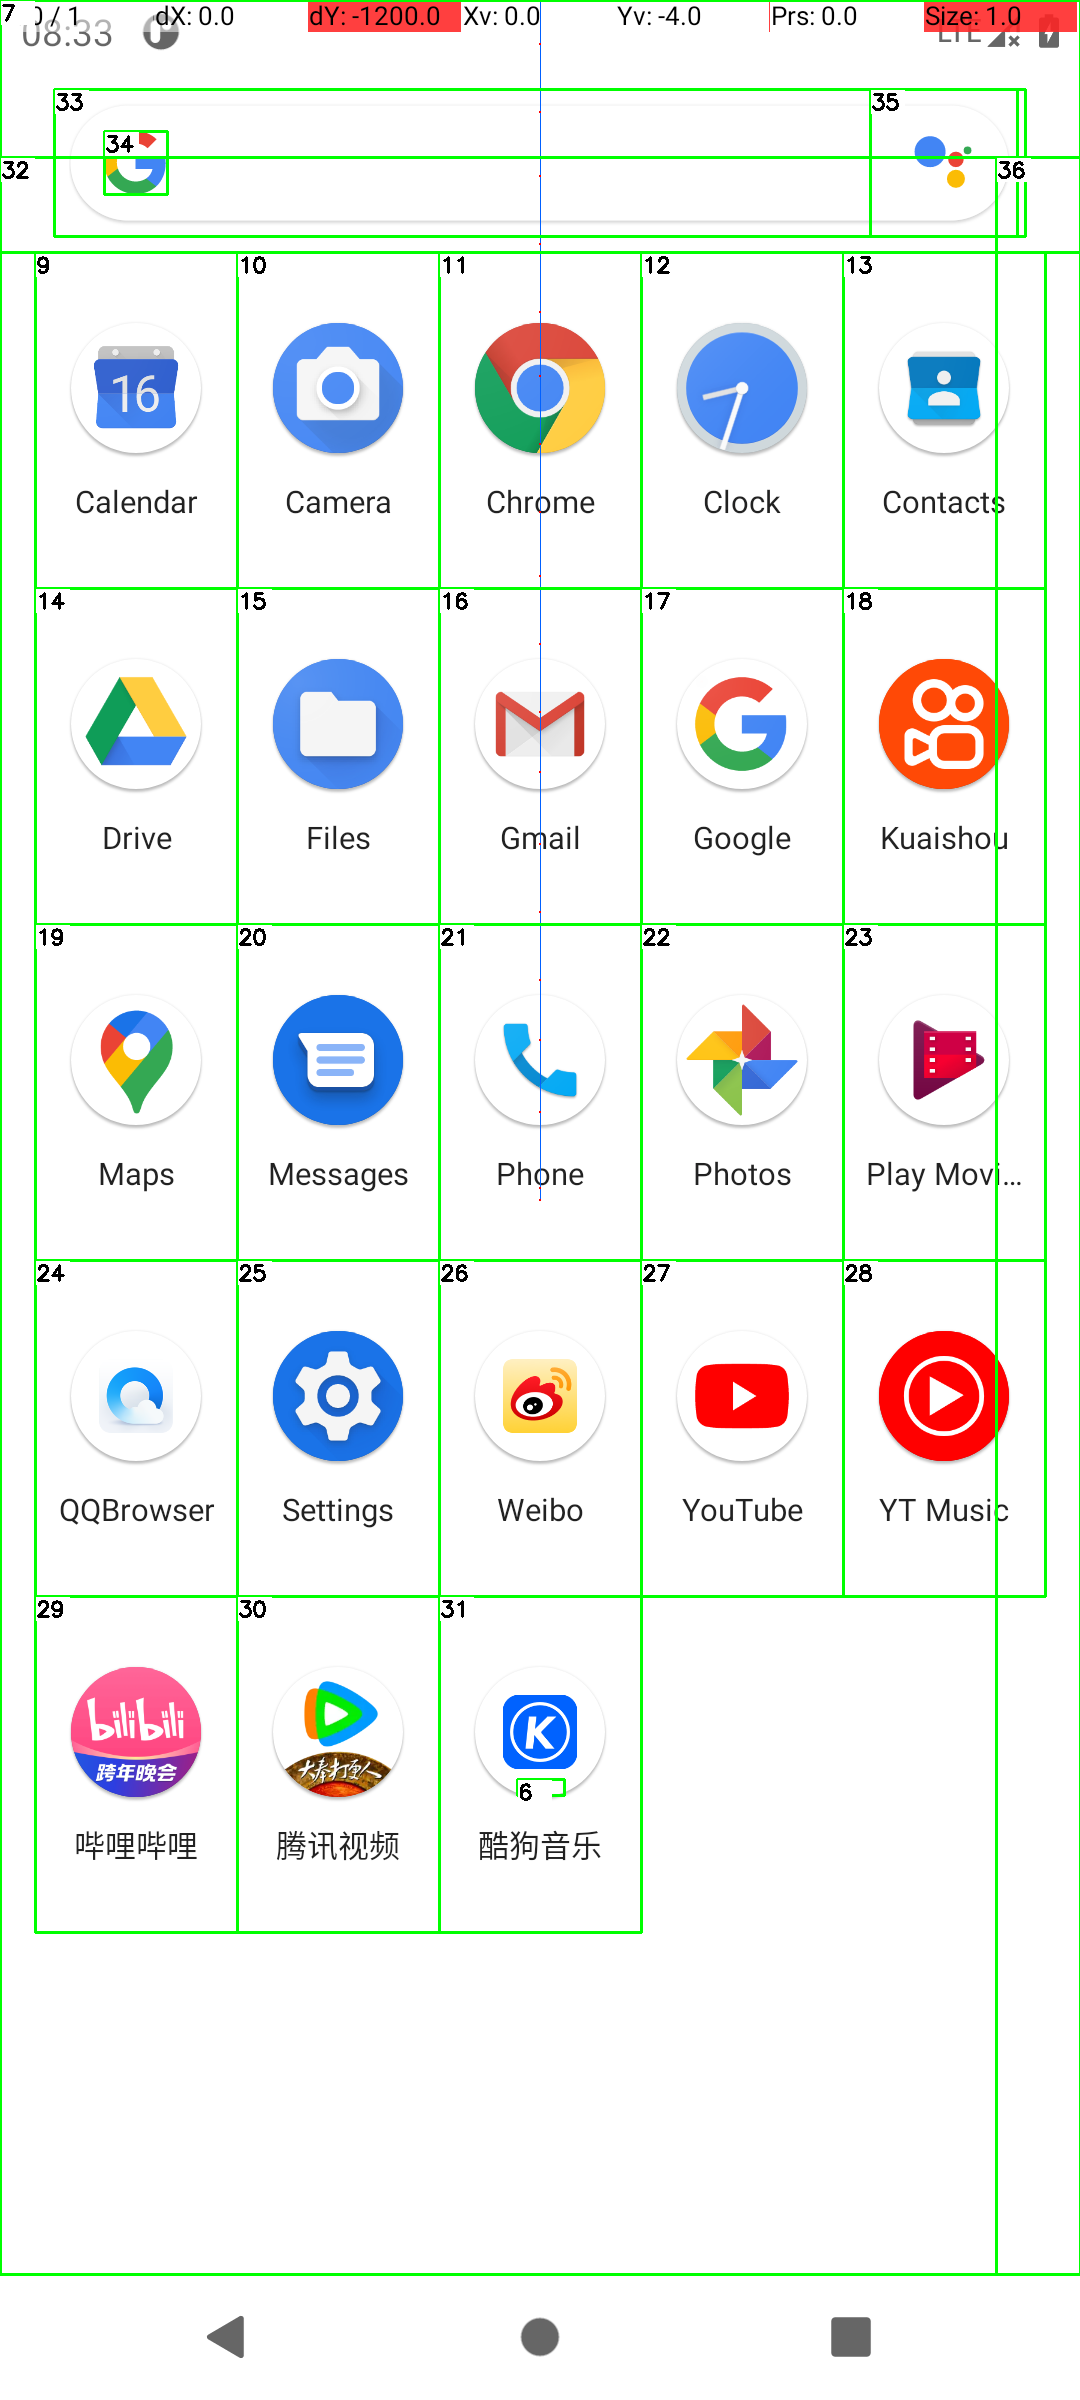 7 0 / 1 dX: 0.0 dY: -1200.0 Xv: 0.0 Yv: -4.0 Prs: 0.0 Size: 1.0
08:33 LTE
33 35
34
32 36
9 10 11 12 13
16
Calendar Camera Chrome Clock Contacts
14 15 16 17 18
Drive Files Gmail Google Kuaishou
19 20 21 22 23
Maps Messages Phone Photos Play Movi...
24 25 26 27 28
QQBrowser Settings Weibo YouTube YT Music
29 30 31
bilibili K
跨年晚会 大奉打更人
6
哔哩哔哩 腾讯视频 酷狗音乐